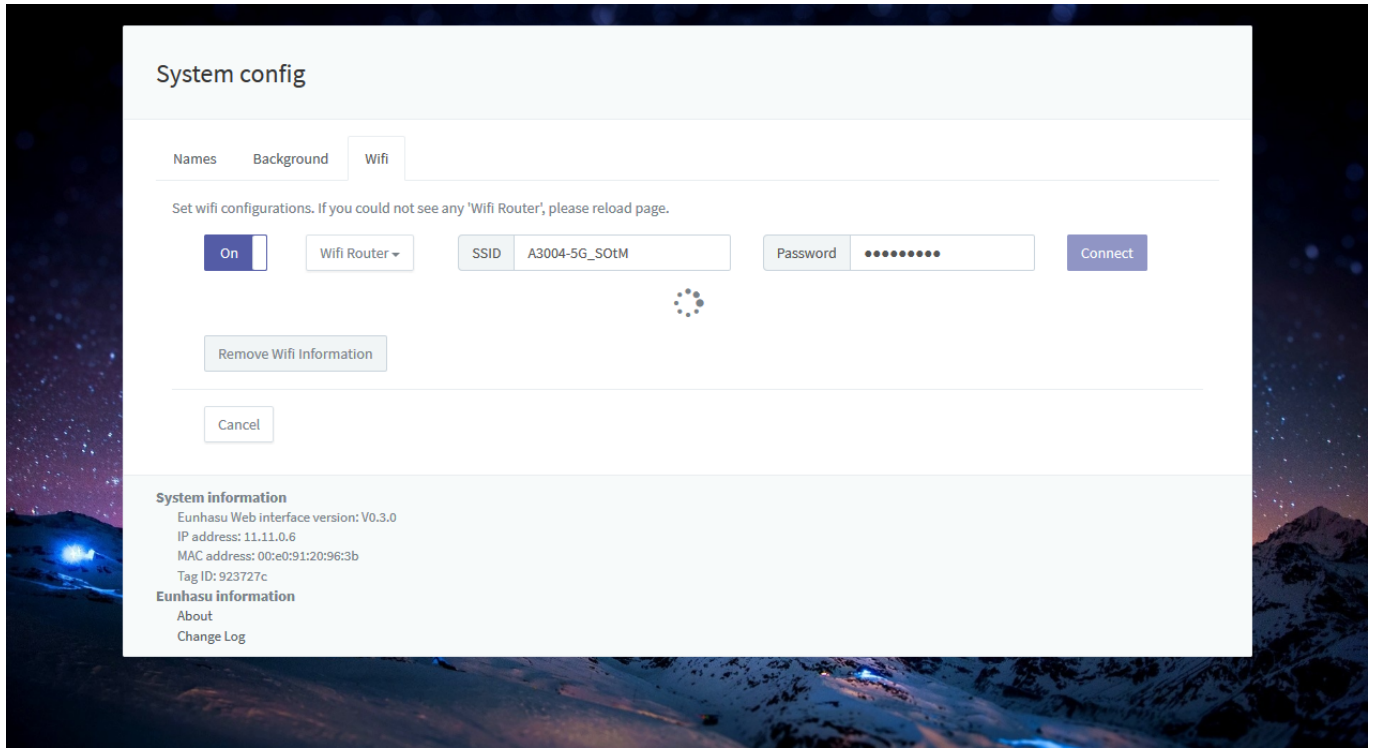 System config
Names Background Wifi
Set wifi configurations. If you could not see any 'Wifi Router', please reload page.
On Wifi Router SSID A3004-5G_SOtM Password ●●●●●●●●● Connect
Remove Wifi Information
Cancel
System information
Eunhasu Web interface version: V0.3.0
IP address: 11.11.0.6
MAC address: 00:e0:91:20:96:3b
Tag ID: 923727c
Eunhasu information
About
Change Log